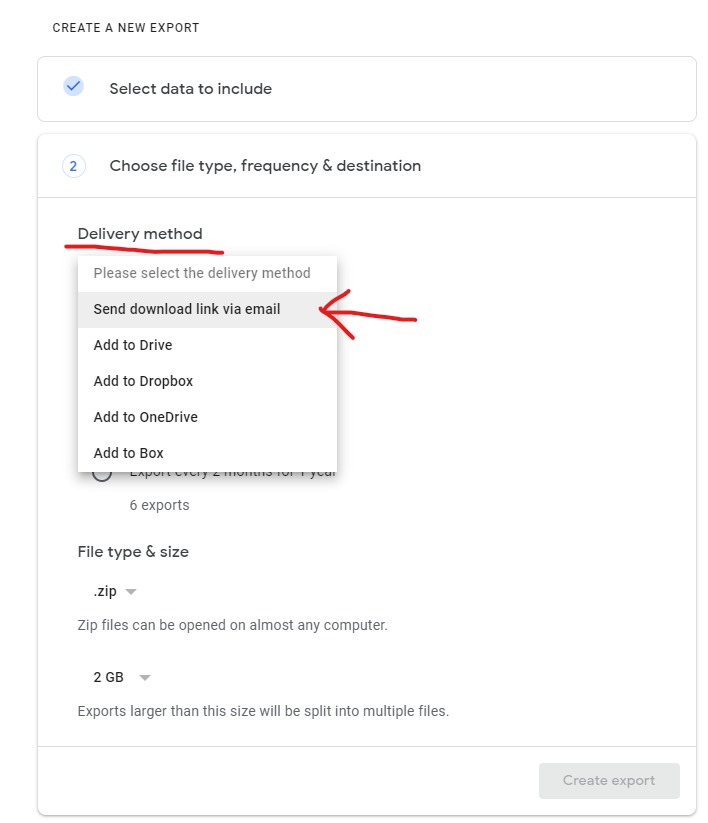 CREATE A NEW EXPORT
Select data to include
2
Choose file type, frequency & destination
Delivery method
Please select the delivery method
Send download link via email
Add to Drive
Add to Dropbox
Add to OneDrive
Add to Box
Export every 2 months for 1 year
6 exports
File type & size
.zip
Zip files can be opened on almost any computer.
2 GB
Exports larger than this size will be split into multiple files.
Create export